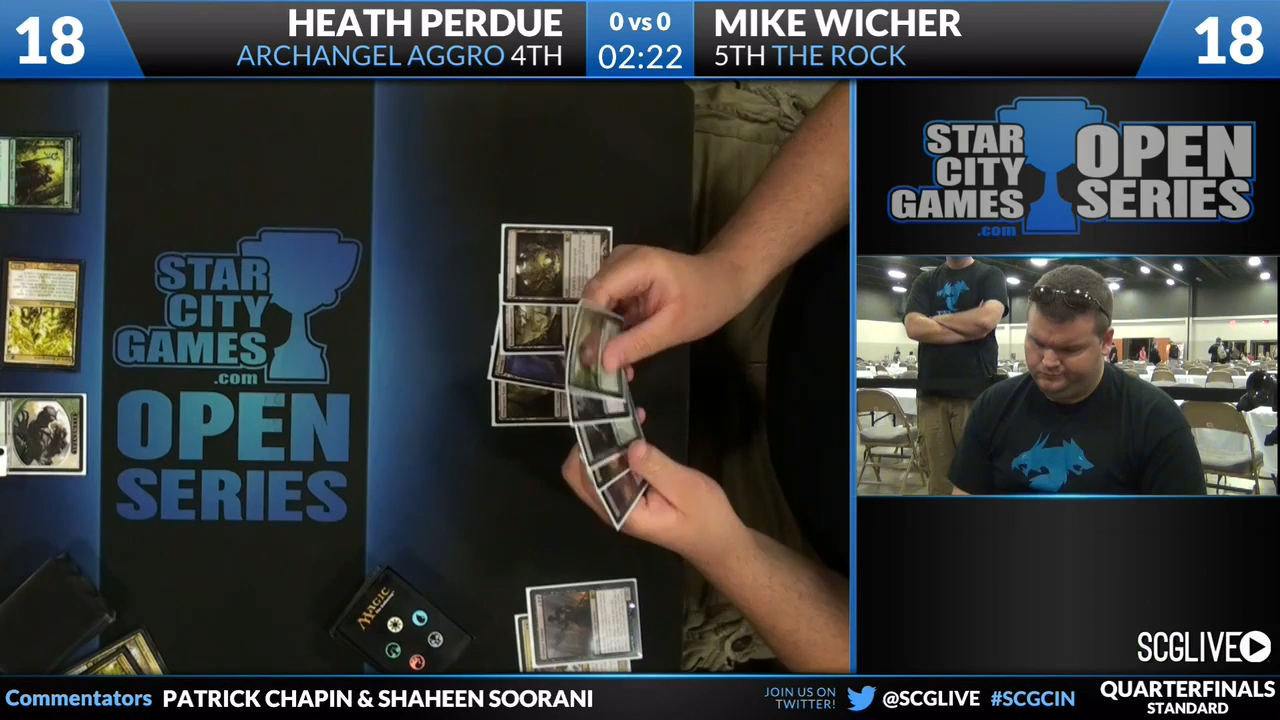 18
HEATH PERDUE
ARCHANGEL AGGRO 4TH
0 vs 0
02:22
MIKE WICHER
5TH THE ROCK
18
STAR
CITY
GAMES
.com
OPEN
SERIES
STAR
CITY
GAMES
.com
OPEN
SERIES
MAGIC
SCGLIVE
Commentators PATRICK CHAPIN & SHAHEEN SOORANI
JOIN US ON
TWITTER!
@SCGLIVE #SCGCIN
QUARTERFINALS
STANDARD